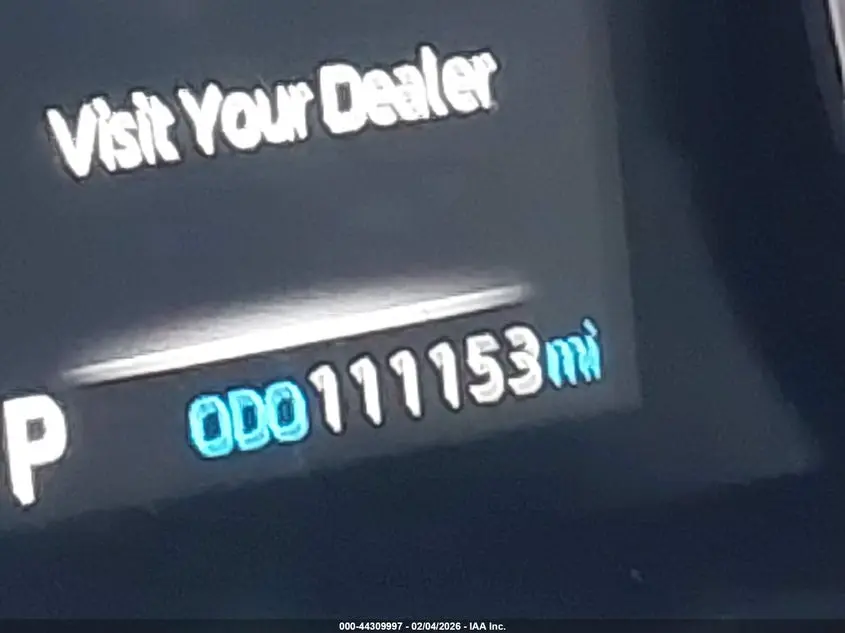 Visit Your Dealer
P ODO 111153 mi
000-44309997 - 02/04/2026 - IAA Inc.